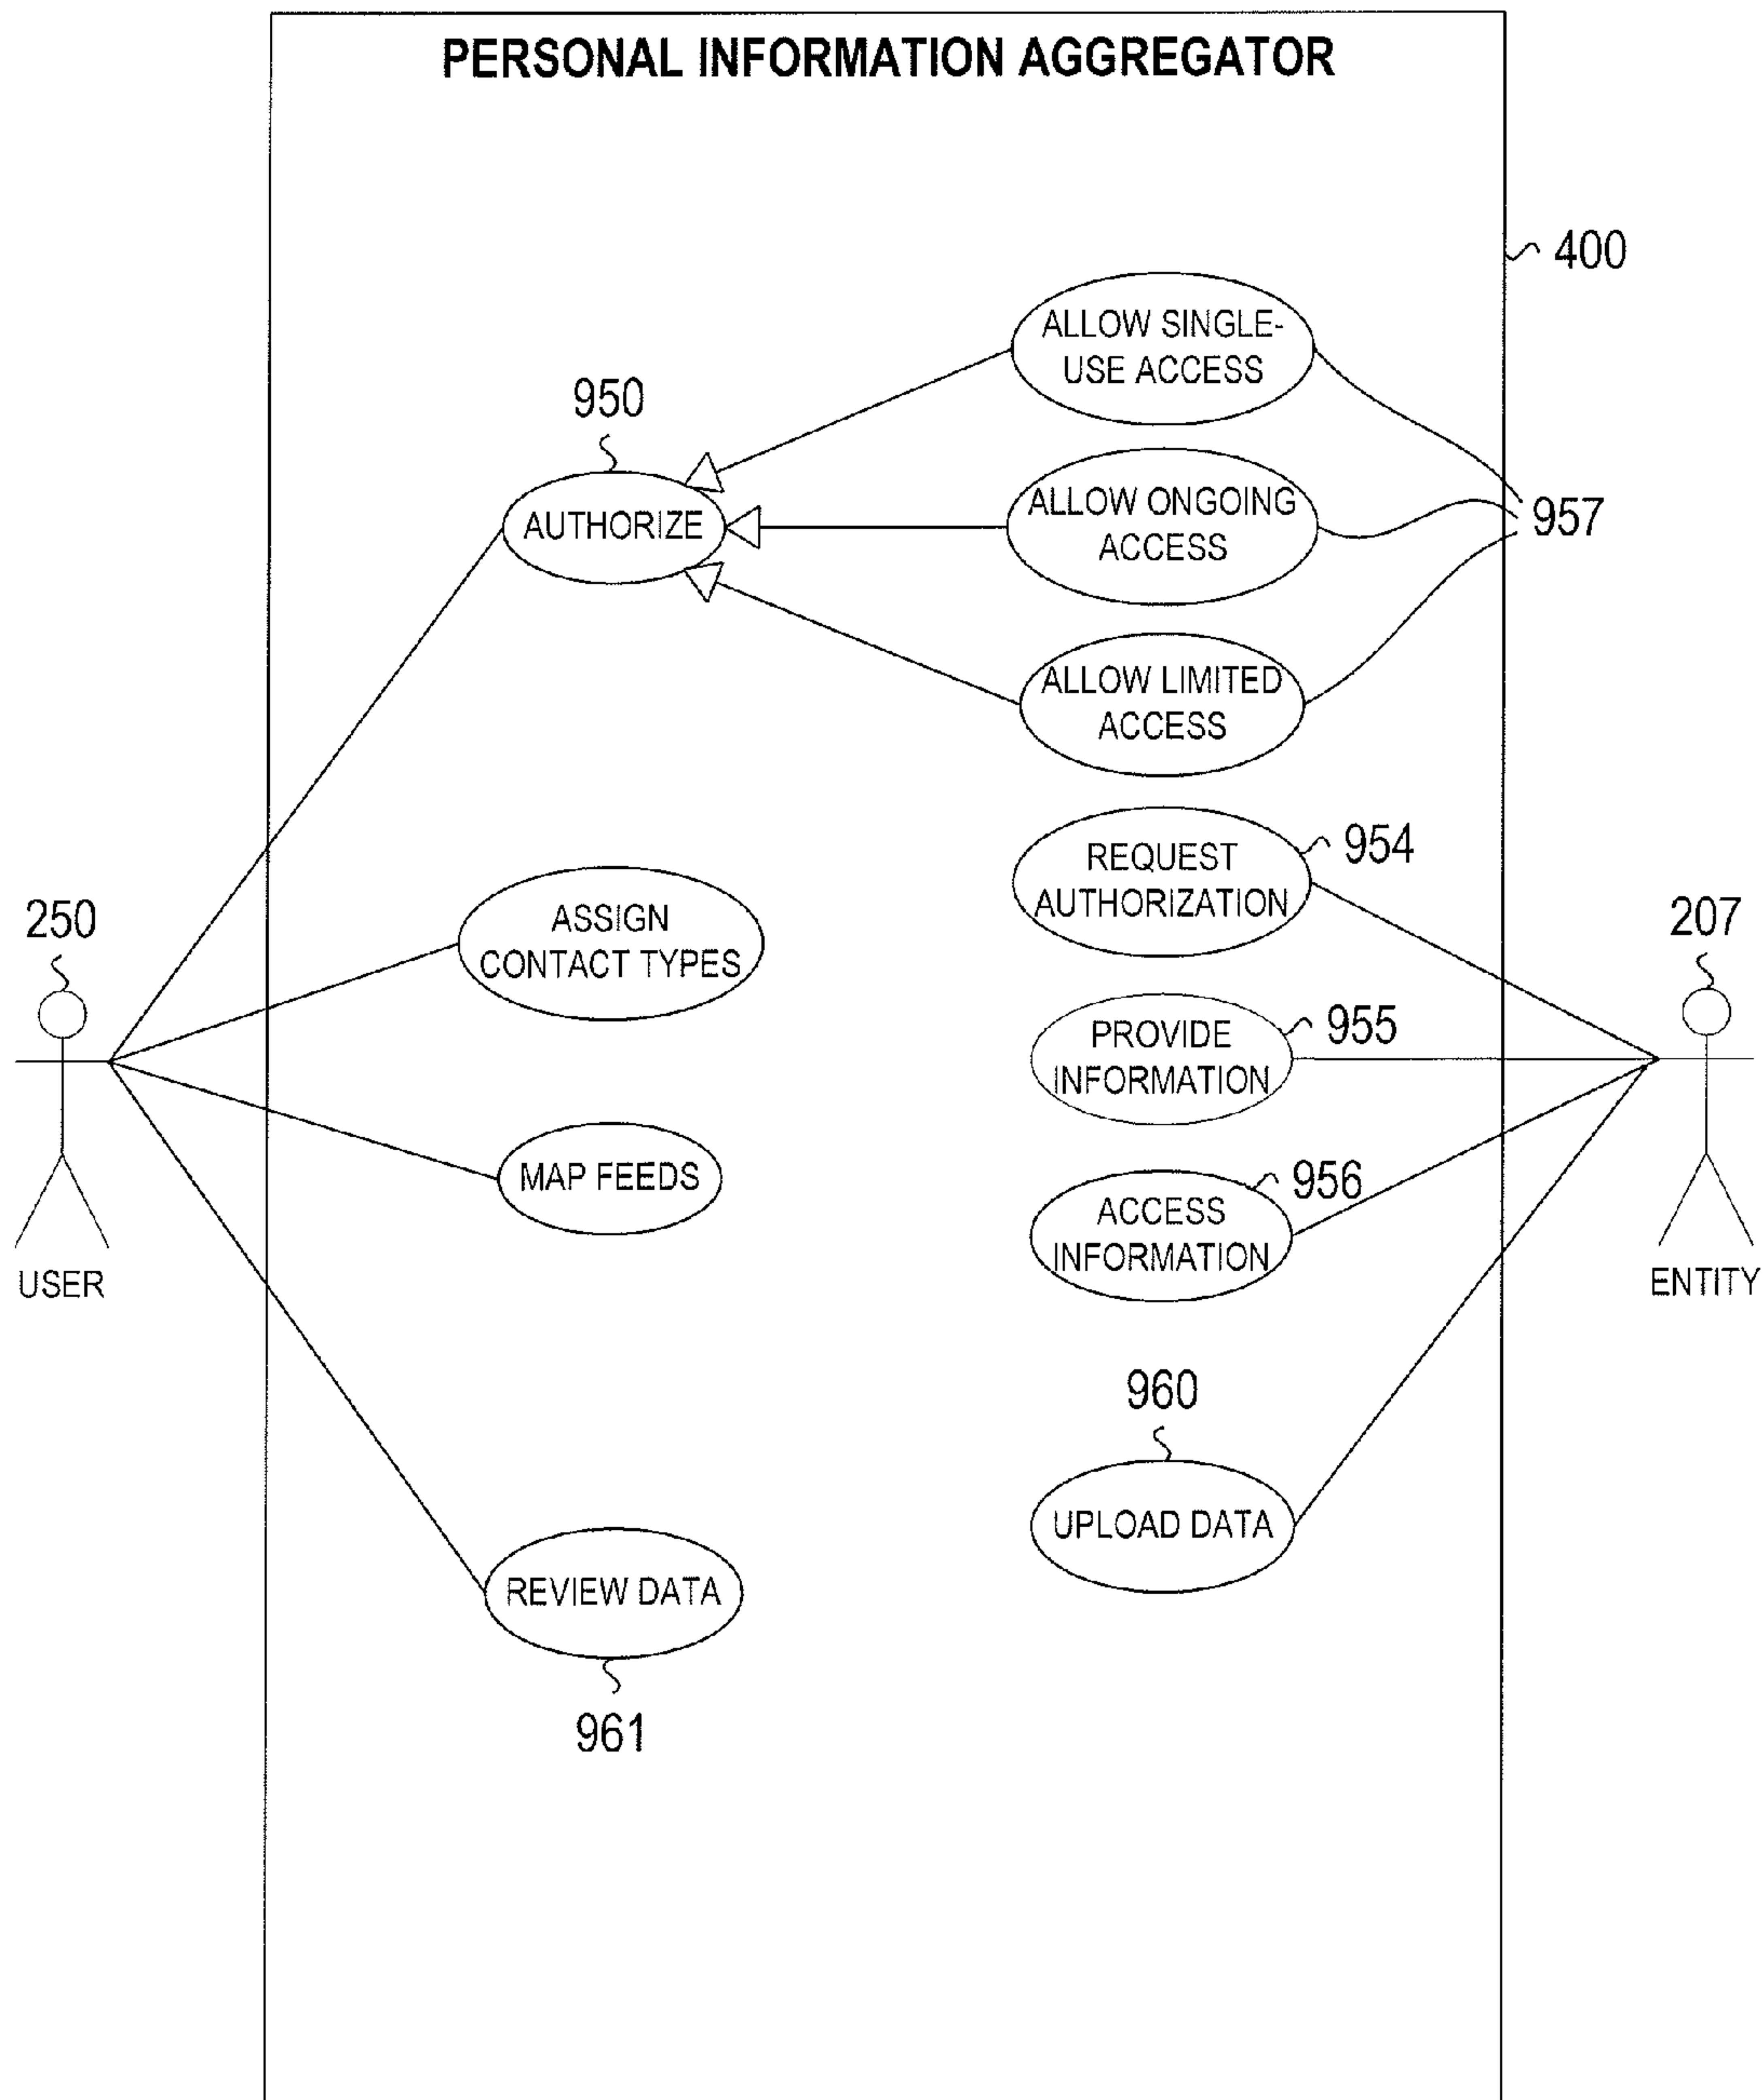 PERSONAL INFORMATION AGGREGATOR
400
ALLOW SINGLE-
USE ACCESS
950
AUTHORIZE
ALLOW ONGOING
ACCESS
957
ALLOW LIMITED
ACCESS
REQUEST
AUTHORIZATION
954
250
ASSIGN
CONTACT TYPES
207
PROVIDE
INFORMATION
955
MAP FEEDS
ACCESS
INFORMATION
956
USER
ENTITY
960
UPLOAD DATA
REVIEW DATA
961